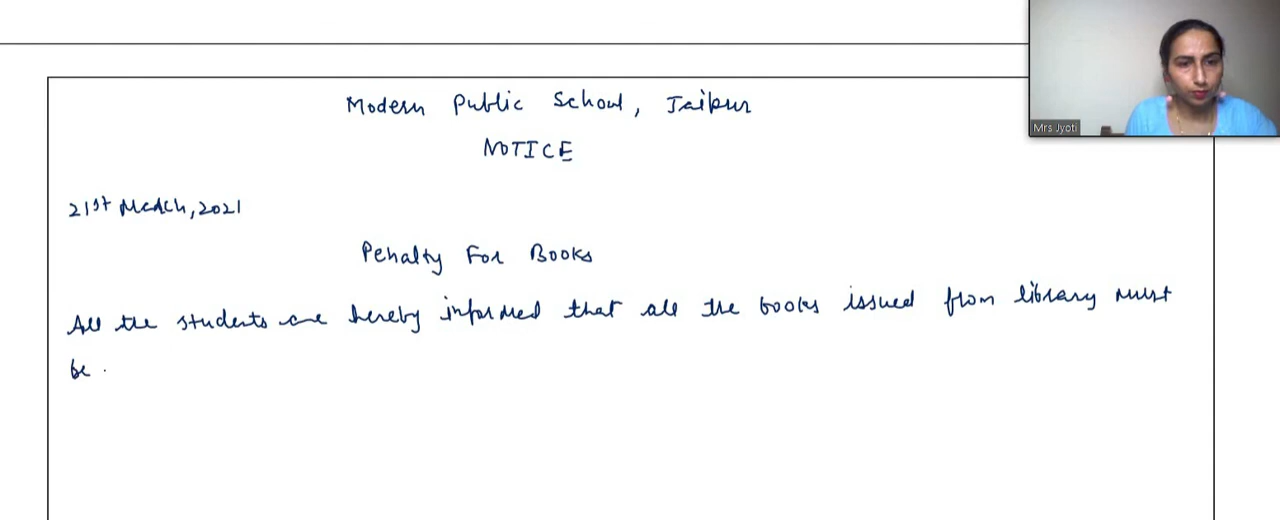 Modern Public School, Jaipur
NOTICE
21st March, 2021
Penalty For Books
All the students are hereby informed that all the books issued from library must
be
Mrs Jyoti